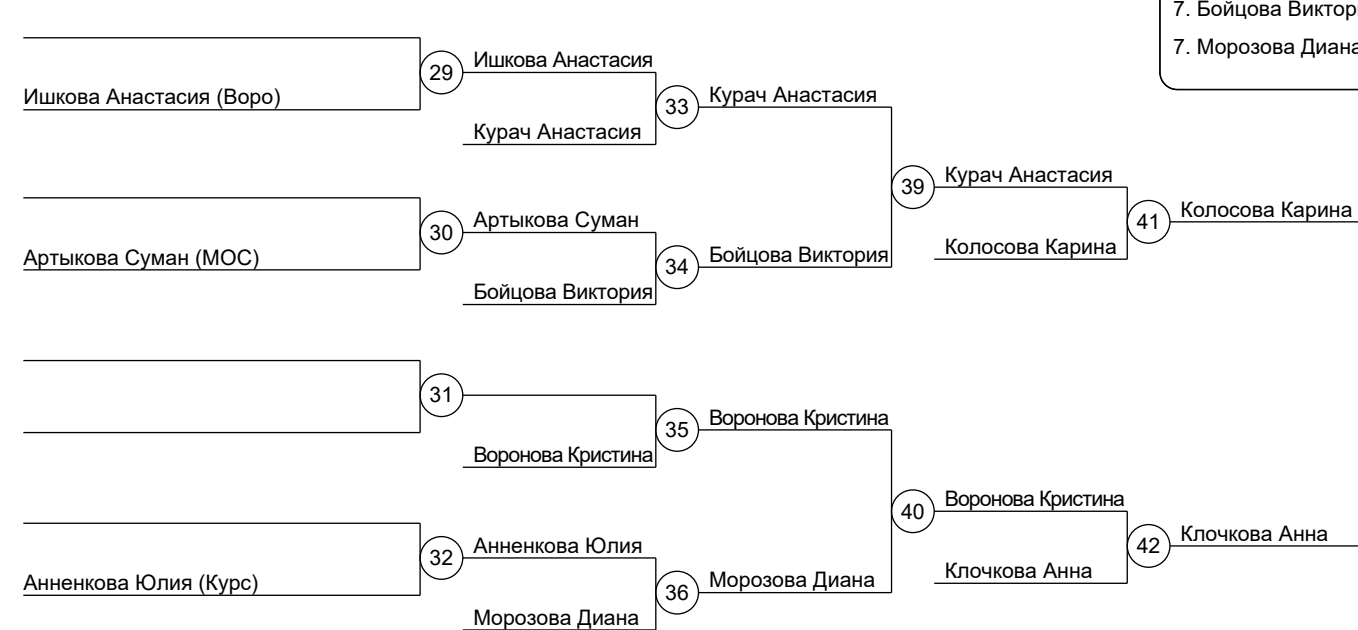 7. Бойцова Виктор
7. Морозова Диана
29
Ишкова Анастасия
Ишкова Анастасия (Воро)
33
Курач Анастасия
Курач Анастасия
39
Курач Анастасия
30
Артыкова Суман
Артыкова Суман (МОС)
34
Бойцова Виктория
Бойцова Виктория
41
Колосова Карина
Колосова Карина
31
35
Воронова Кристина
Воронова Кристина
40
Воронова Кристина
32
Анненкова Юлия
Анненкова Юлия (Курс)
36
Морозова Диана
Морозова Диана
42
Клочкова Анна
Клочкова Анна